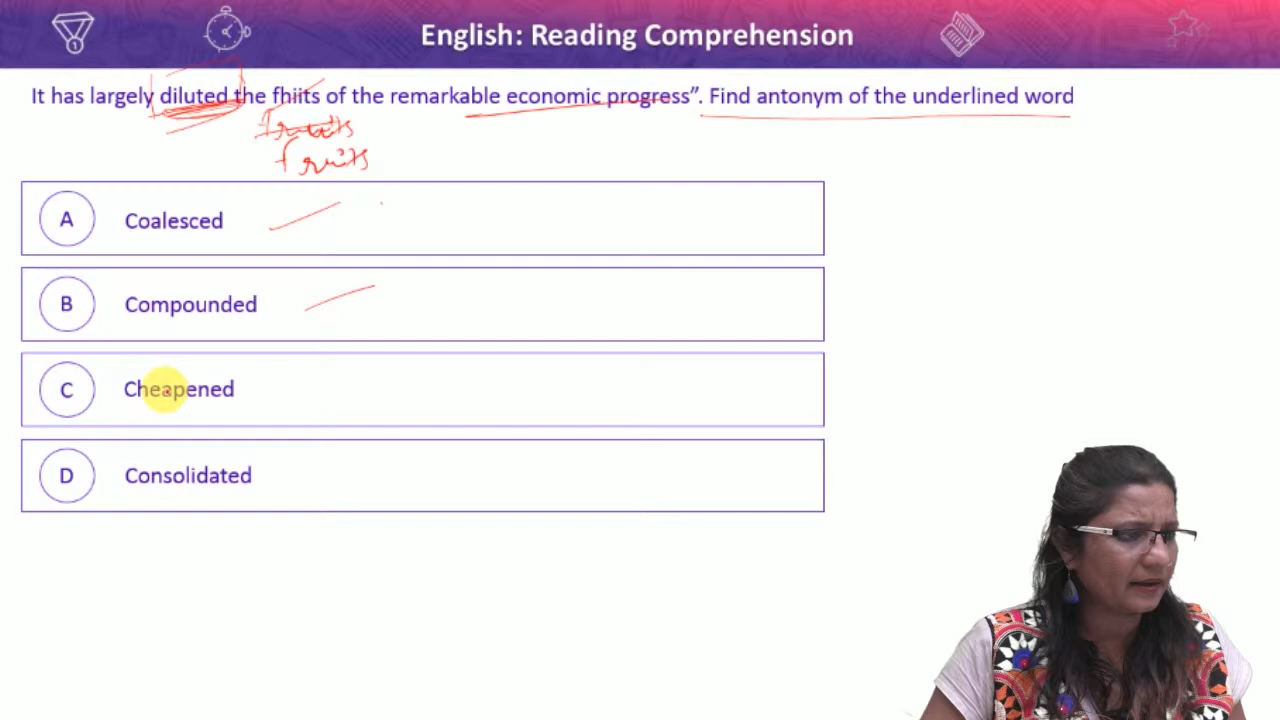 English: Reading Comprehension
It has largely diluted the fhiits of the remarkable economic progress”. Find antonym of the underlined word
fruits
A Coalesced
B Compounded
C Cheapened
D Consolidated